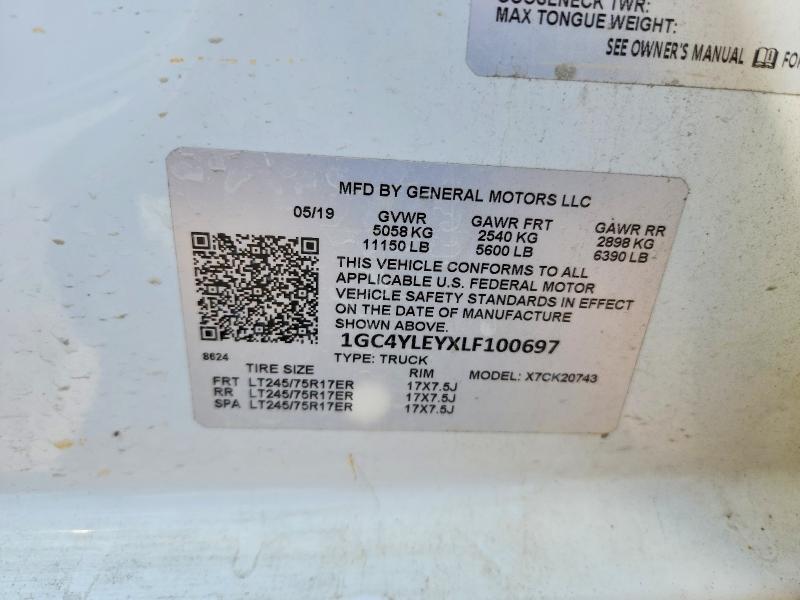 GOOSENECK TWR:
MAX TONGUE WEIGHT:
SEE OWNER'S MANUAL FOR
MFD BY GENERAL MOTORS LLC
05/19 GVWR GAWR FRT GAWR RR
5058 KG 2540 KG 2898 KG
11150 LB 5600 LB 6390 LB
THIS VEHICLE CONFORMS TO ALL
APPLICABLE U.S. FEDERAL MOTOR
VEHICLE SAFETY STANDARDS IN EFFECT
ON THE DATE OF MANUFACTURE
SHOWN ABOVE.
1GC4YLEYXLF100697
8624 TYPE: TRUCK
TIRE SIZE RIM MODEL: X7CK20743
FRT LT245/75R17ER 17X7.5J
RR LT245/75R17ER 17X7.5J
SPA LT245/75R17ER 17X7.5J